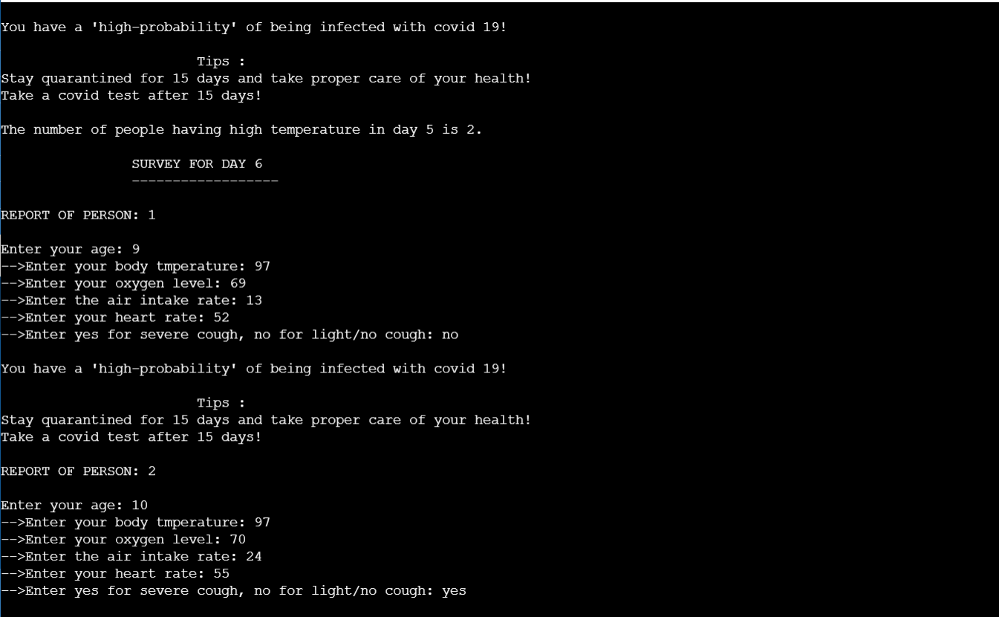 You have a 'high-probability' of being infected with covid 19!
Tips :
Stay quarantined for 15 days and take proper care of your health!
Take a covid test after 15 days!
The number of people having high temperature in day 5 is 2.
SURVEY FOR DAY 6
------------------
REPORT OF PERSON: 1
Enter your age: 9
-->Enter your body tmperature: 97
-->Enter your oxygen level: 69
-->Enter the air intake rate: 13
-->Enter your heart rate: 52
-->Enter yes for severe cough, no for light/no cough: no
You have a 'high-probability' of being infected with covid 19!
Tips :
Stay quarantined for 15 days and take proper care of your health!
Take a covid test after 15 days!
REPORT OF PERSON: 2
Enter your age: 10
-->Enter your body tmperature: 97
-->Enter your oxygen level: 70
-->Enter the air intake rate: 24
-->Enter your heart rate: 55
-->Enter yes for severe cough, no for light/no cough: yes